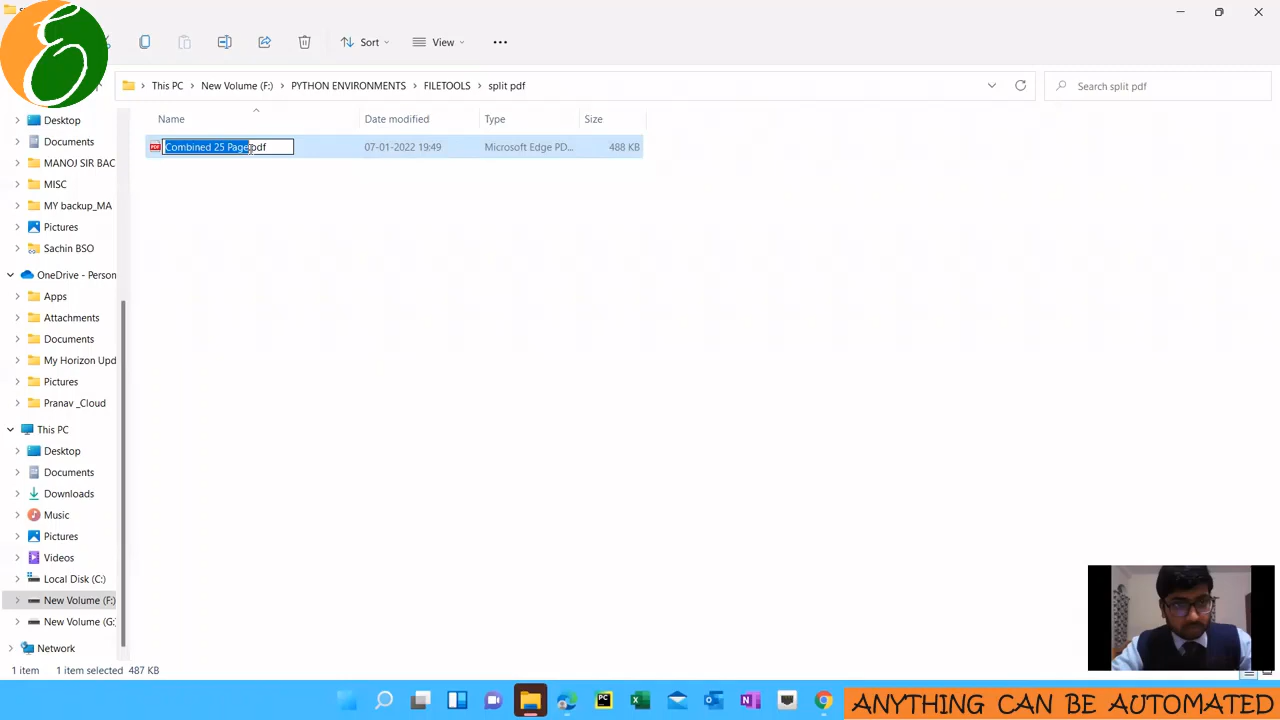 Sort
View
This PC
New Volume (F:)
PYTHON ENVIRONMENTS
FILETOOLS
split pdf
Search split pdf
Name
Date modified
Type
Size
Combined 25 Page.pdf
07-01-2022 19:49
Microsoft Edge PD...
488 KB
Desktop
Documents
MANOJ SIR BAC
MISC
MY backup_MA
Pictures
Sachin BSO
OneDrive - Person
Apps
Attachments
Documents
My Horizon Upd
Pictures
Pranav _Cloud
This PC
Desktop
Documents
Downloads
Music
Pictures
Videos
Local Disk (C:)
New Volume (F:)
New Volume (G:
Network
1 item
1 item selected 487 KB
ANYTHING CAN BE AUTOMATED